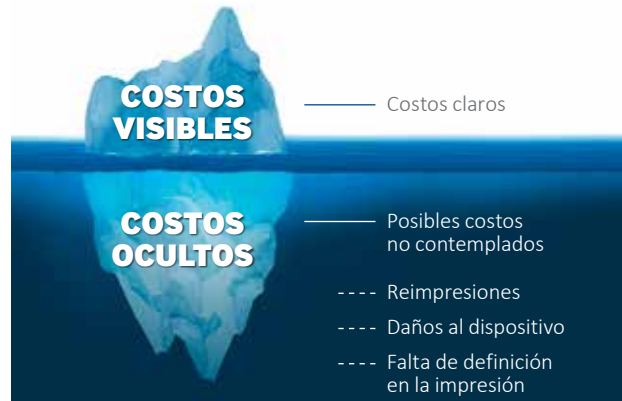 COSTOS
VISIBLES
Costos claros
COSTOS
OCULTOS
Posibles costos
no contemplados
Reimpresiones
Daños al dispositivo
Falta de definición
en la impresión